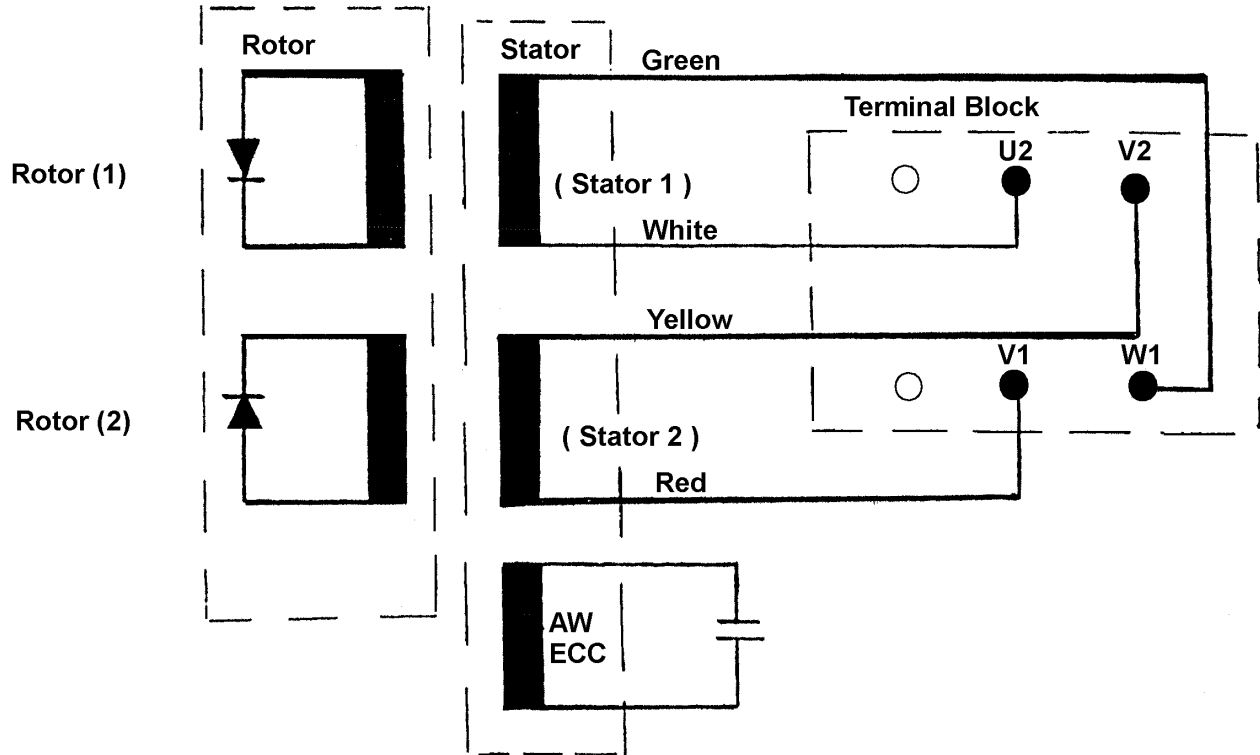 Rotor
Stator
Green
Terminal Block
Rotor (1)
( Stator 1 )
U2
V2
White
Yellow
V1
W1
Rotor (2)
( Stator 2 )
Red
AW
ECC